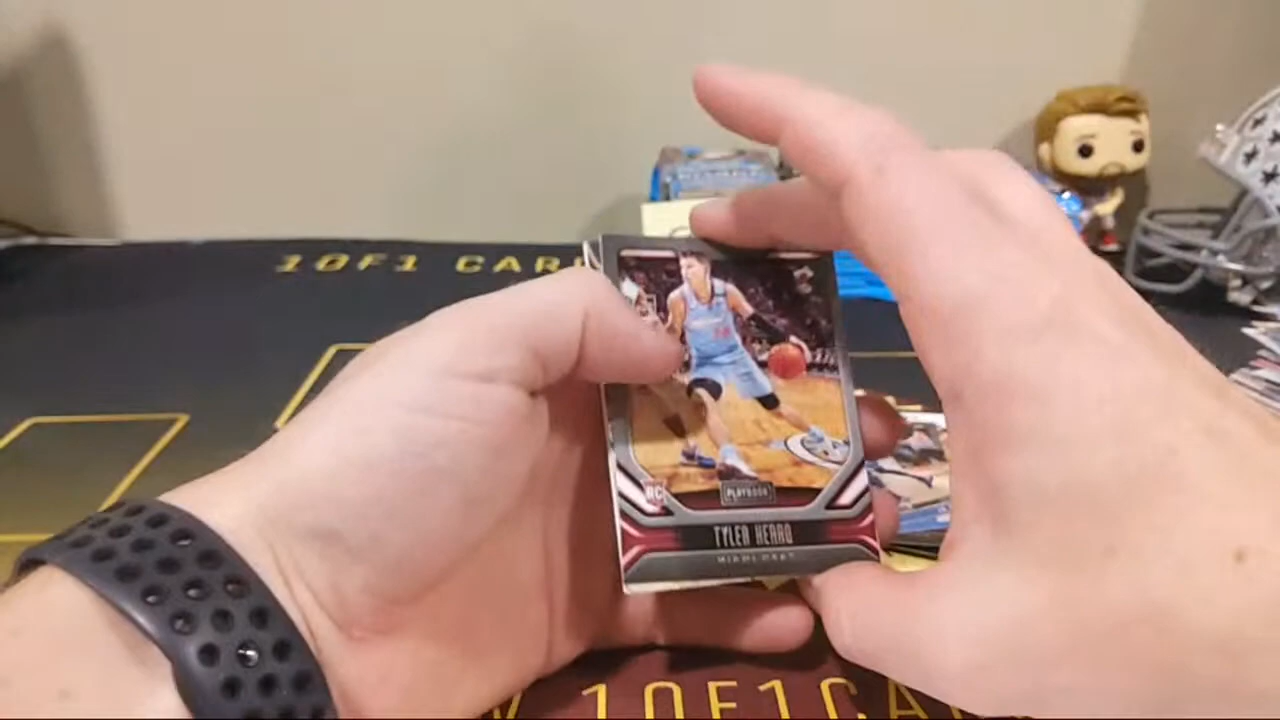 1OF1 CAR
RC
PLAYBOOK
TYLER HERRO
MIAMI HEAT
1OF1CA